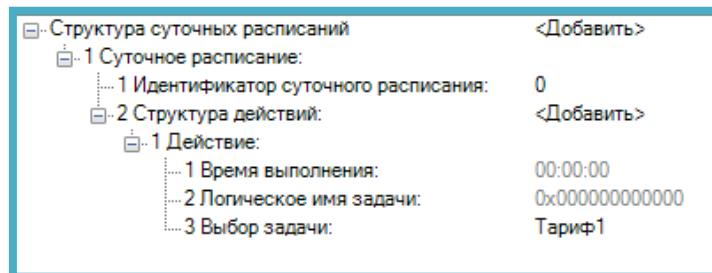 Структура суточных расписаний <Добавить>
1 Суточное расписание:
1 Идентификатор суточного расписания: 0
2 Структура действий: <Добавить>
1 Действие:
1 Время выполнения: 00:00:00
2 Логическое имя задачи: 0x000000000000
3 Выбор задачи: Тариф1